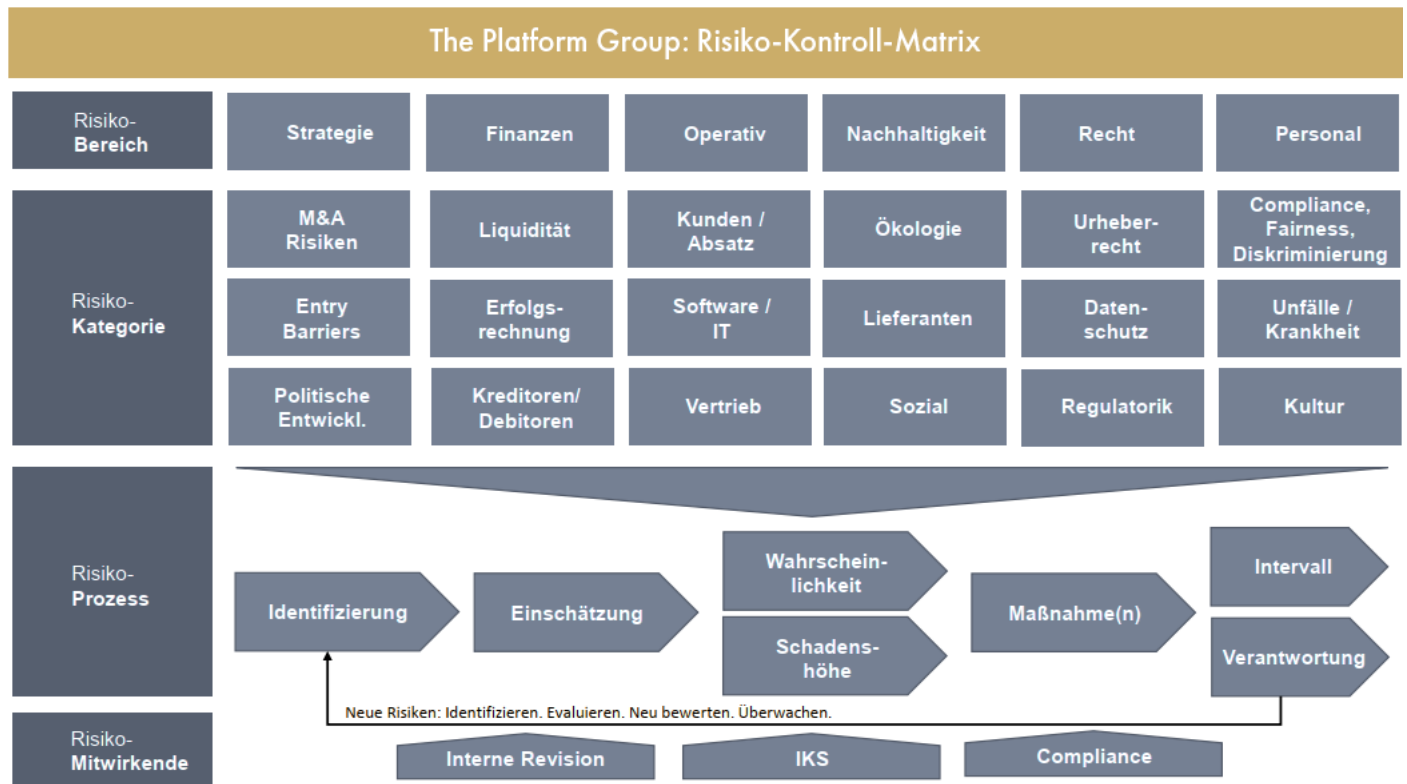 The Platform Group: Risiko-Kontroll-Matrix
Risiko-
Bereich
Strategie
Finanzen
Operativ
Nachhaltigkeit
Recht
Personal
Risiko-
Kategorie
M&A
Risiken
Liquidität
Kunden /
Absatz
Ökologie
Urheber-
recht
Compliance,
Fairness,
Diskriminierung
Entry
Barriers
Erfolgs-
rechnung
Software /
IT
Lieferanten
Daten-
schutz
Unfälle /
Krankheit
Politische
Entwickl.
Kreditoren/
Debitoren
Vertrieb
Sozial
Regulatorik
Kultur
Risiko-
Prozess
Identifizierung
Einschätzung
Wahrschein-
lichkeit
Schadens-
höhe
Maßnahme(n)
Intervall
Verantwortung
Neue Risiken: Identifizieren. Evaluieren. Neu bewerten. Überwachen.
Risiko-
Mitwirkende
Interne Revision
IKS
Compliance